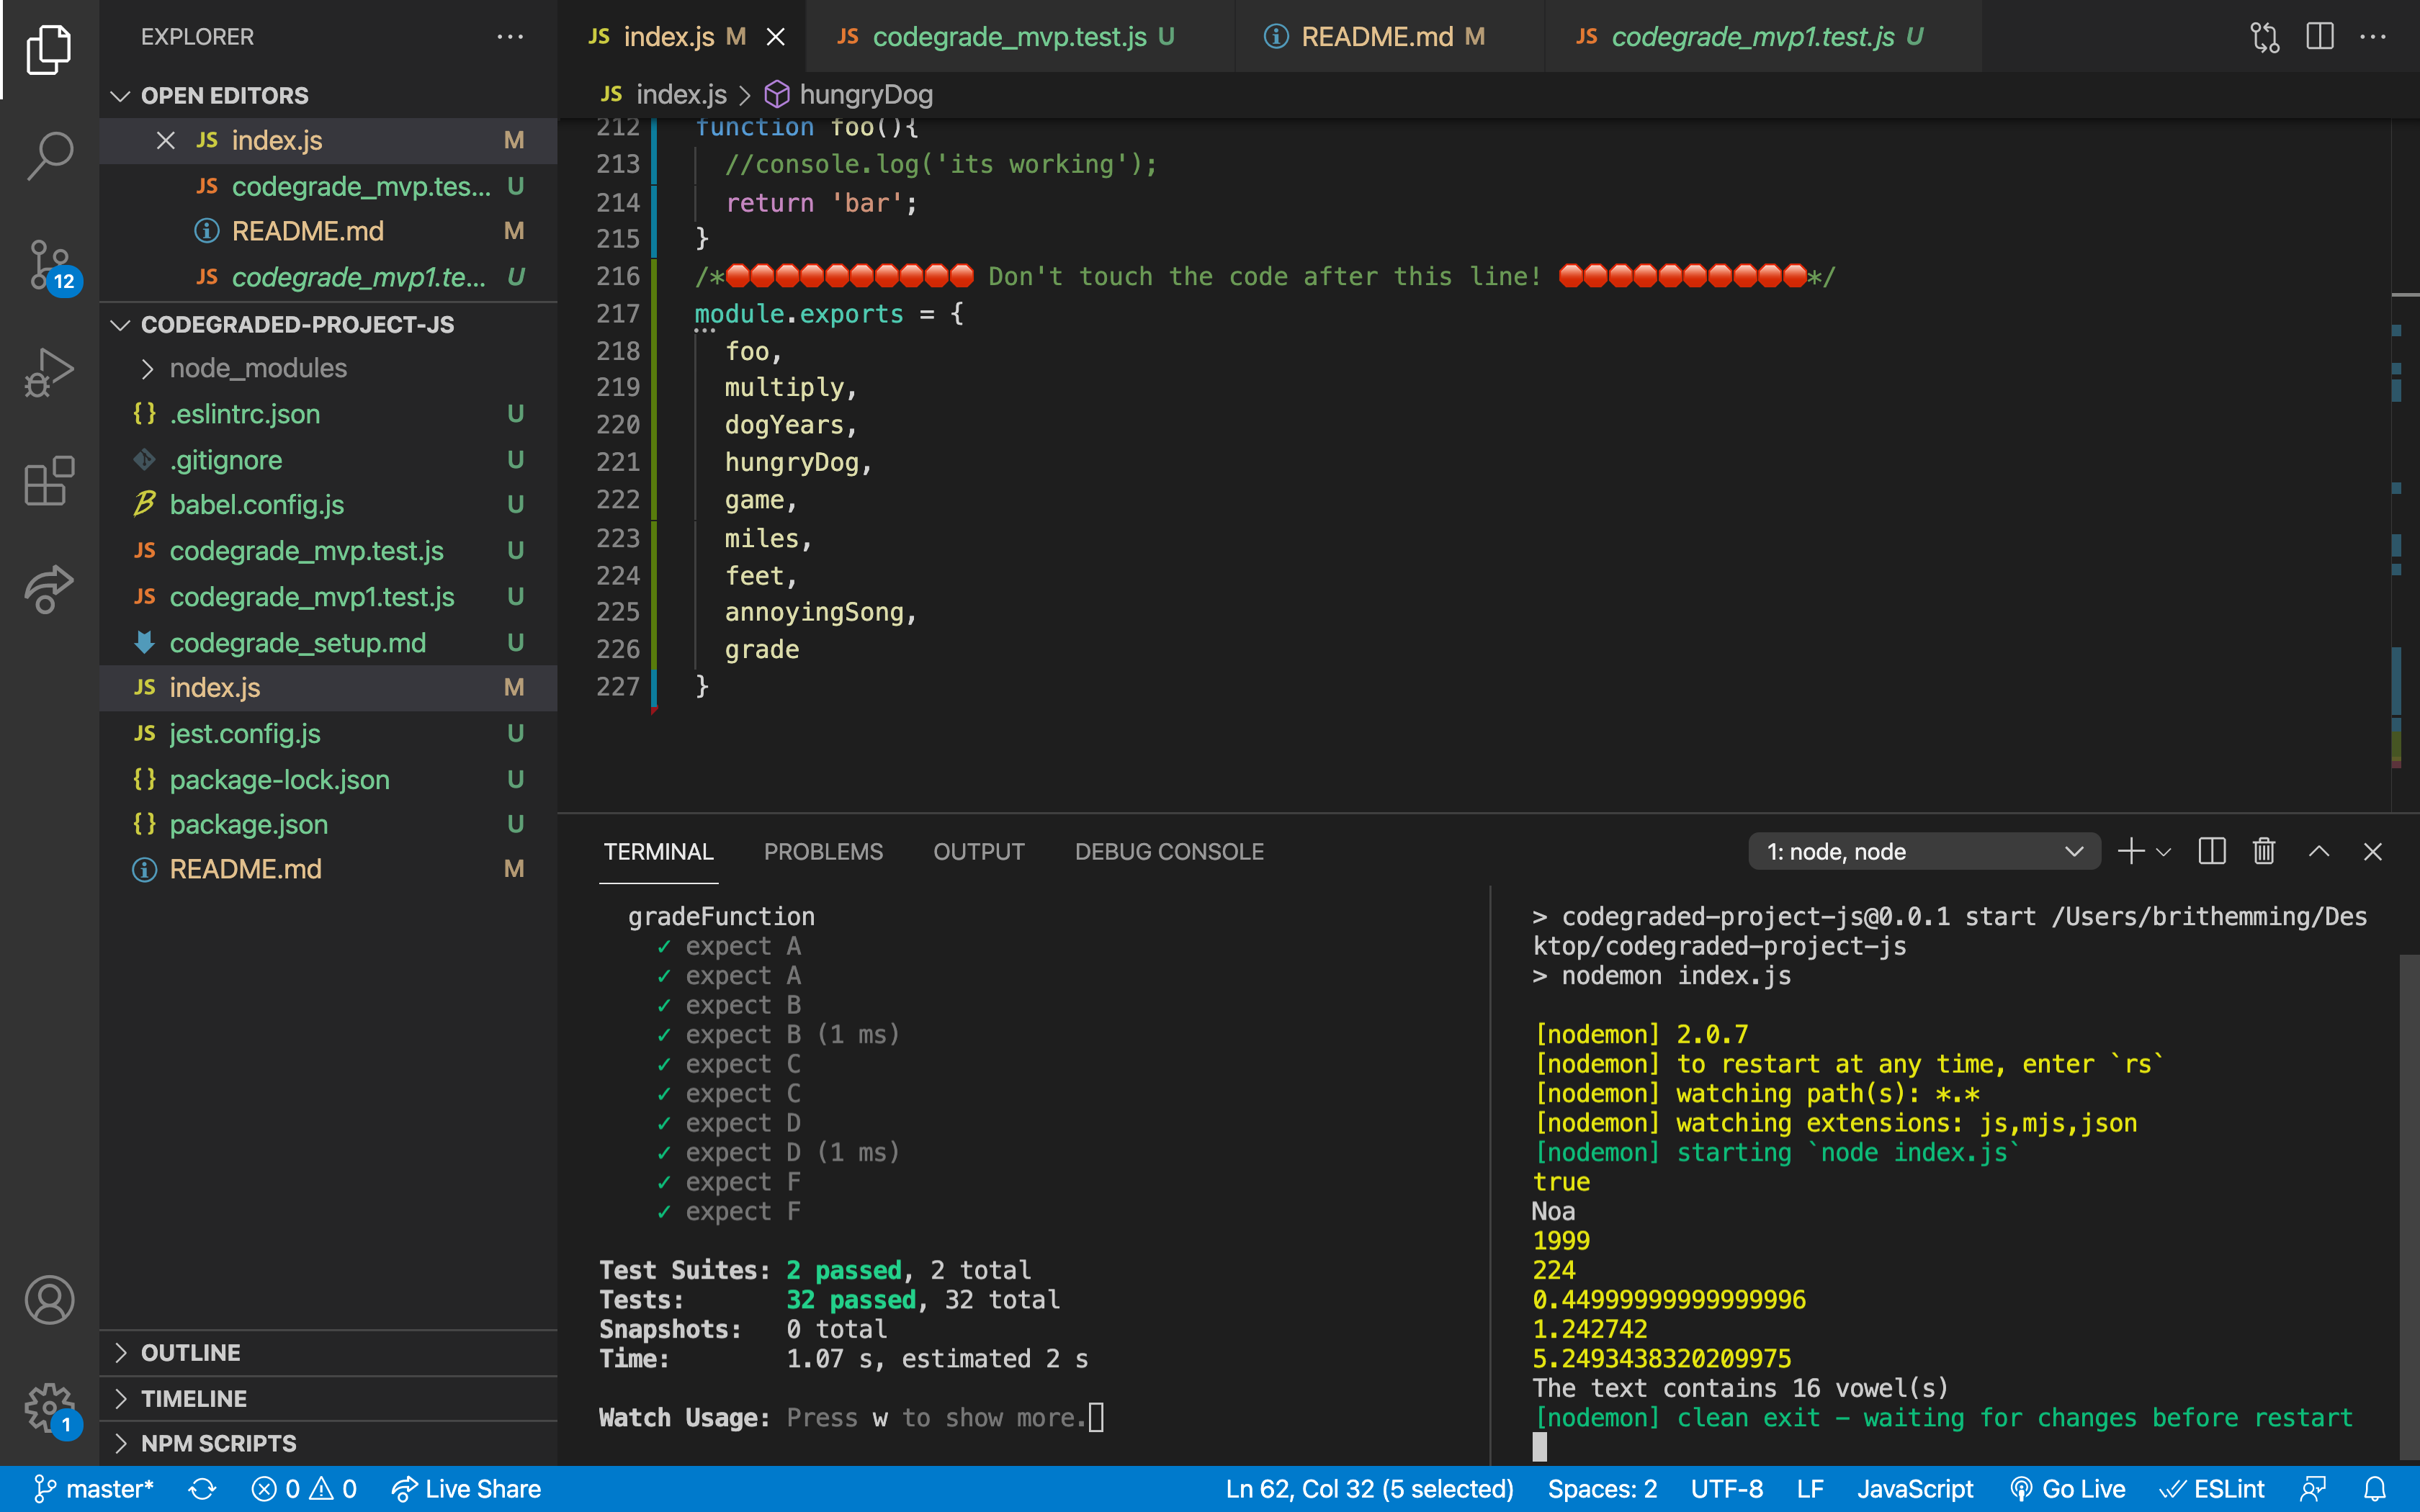 EXPLORER
OPEN EDITORS
JS index.js M
JS codegrade_mvp.tes... U
README.md M
JS codegrade_mvp1.te... U
12
CODEGRADED-PROJECT-JS
node_modules
{} .eslintrc.json U
.gitignore U
babel.config.js U
JS codegrade_mvp.test.js U
JS codegrade_mvp1.test.js U
codegrade_setup.md U
JS index.js M
JS jest.config.js U
{} package-lock.json U
{} package.json U
README.md M
OUTLINE
TIMELINE
1
NPM SCRIPTS
JS index.js M
JS codegrade_mvp.test.js U
README.md M
JS codegrade_mvp1.test.js U
JS index.js > hungryDog
212 function foo(){
213 //console.log('its working');
214 return 'bar';
215 }
216 /*🛑🛑🛑🛑🛑🛑🛑🛑🛑🛑 Don't touch the code after this line! 🛑🛑🛑🛑🛑🛑🛑🛑🛑🛑*/
217 module.exports = {
218 foo,
219 multiply,
220 dogYears,
221 hungryDog,
222 game,
223 miles,
224 feet,
225 annoyingSong,
226 grade
227 }
TERMINAL PROBLEMS OUTPUT DEBUG CONSOLE
1: node, node
gradeFunction
✓ expect A
✓ expect A
✓ expect B
✓ expect B (1 ms)
✓ expect C
✓ expect C
✓ expect D
✓ expect D (1 ms)
✓ expect F
✓ expect F
Test Suites: 2 passed, 2 total
Tests: 32 passed, 32 total
Snapshots: 0 total
Time: 1.07 s, estimated 2 s
Watch Usage: Press w to show more.
> codegraded-project-js@0.0.1 start /Users/brithemming/Des
ktop/codegraded-project-js
> nodemon index.js
[nodemon] 2.0.7
[nodemon] to restart at any time, enter `rs`
[nodemon] watching path(s): *.*
[nodemon] watching extensions: js,mjs,json
[nodemon] starting `node index.js`
true
Noa
1999
224
0.44999999999999996
1.242742
5.2493438320209975
The text contains 16 vowel(s)
[nodemon] clean exit - waiting for changes before restart
master* 0 0 Live Share
Ln 62, Col 32 (5 selected) Spaces: 2 UTF-8 LF JavaScript Go Live ESLint